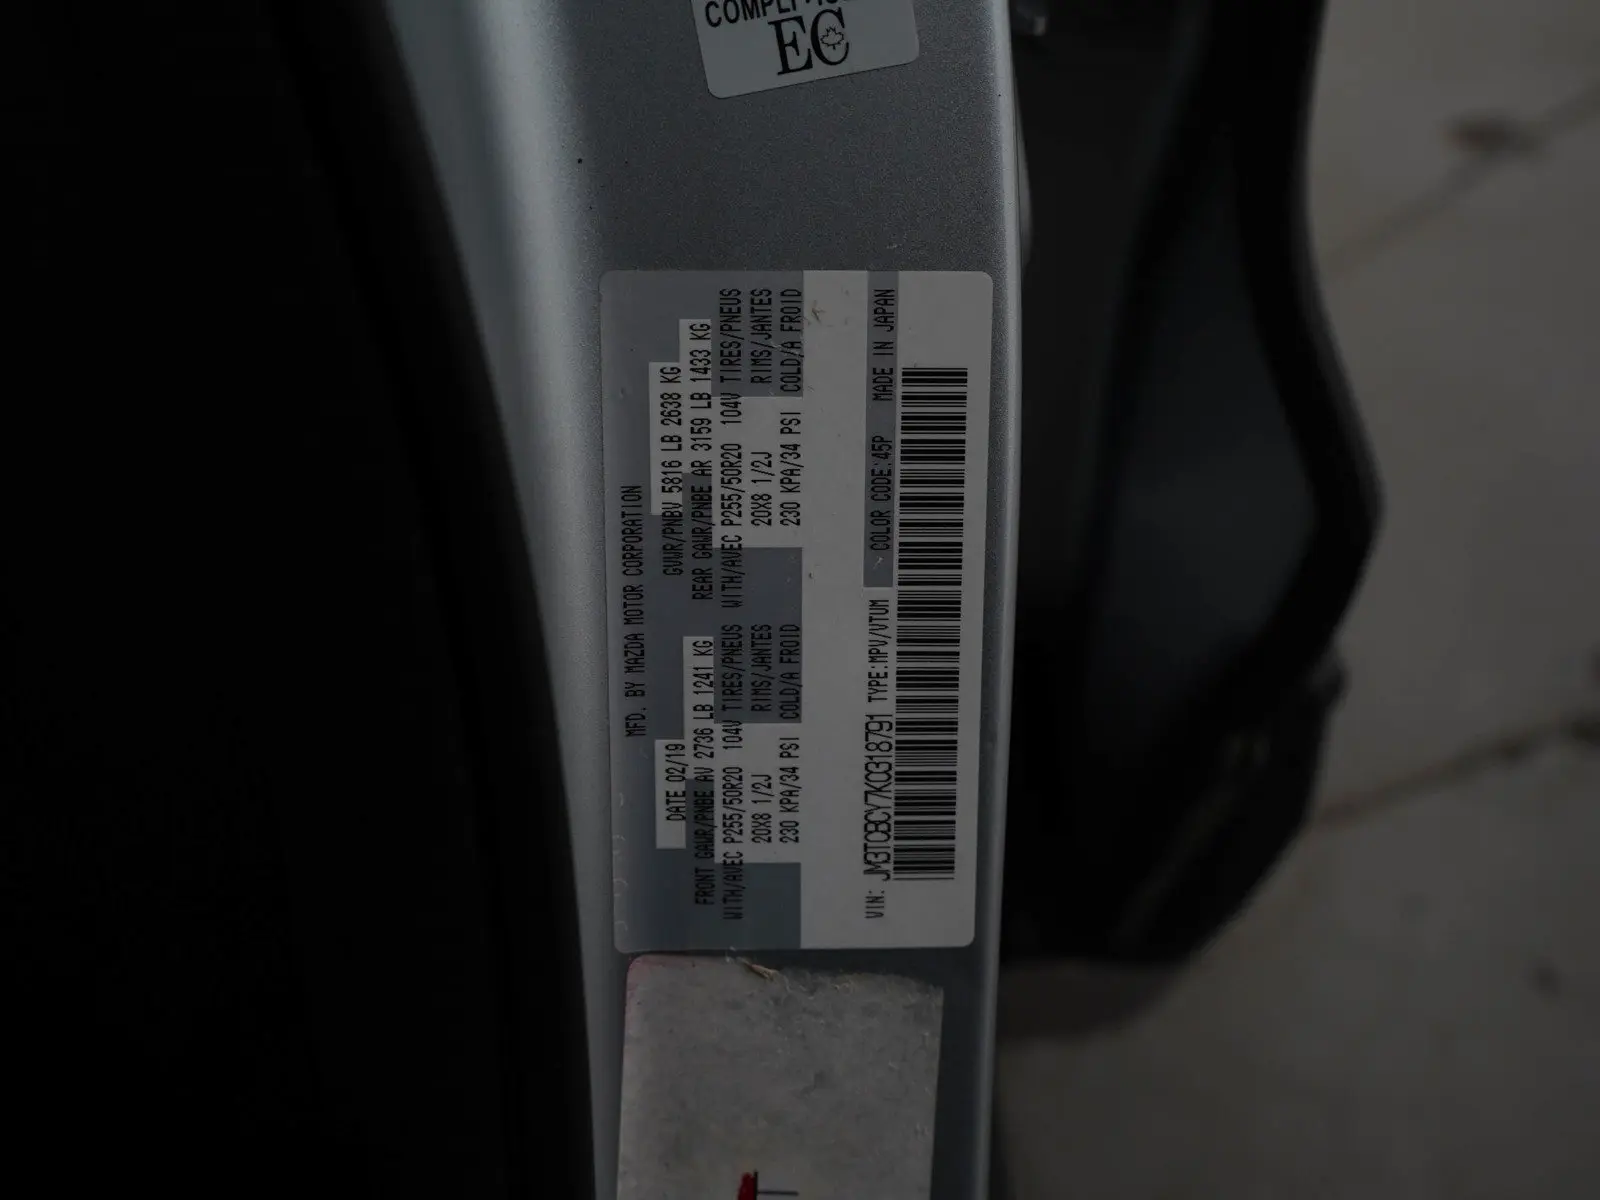 EC
MFD. BY MAZDA MOTOR CORPORATION
DATE 02/19 GVWR/PNBV 5816 LB 2638 KG
FRONT GAWR/PNBE AV 2736 LB 1241 KG REAR GAWR/PNBE AR 3159 LB 1433 KG
WITH/AVEC P255/50R20 104V TIRES/PNEUS WITH/AVEC P255/50R20 104V TIRES/PNEUS
20X8 1/2J RIMS/JANTES 20X8 1/2J RIMS/JANTES
230 KPA/34 PSI COLD/A FROID 230 KPA/34 PSI COLD/A FROID
VIN: JM3TCBCY7K0318791 TYPE:MPV/VTUM COLOR CODE:45P MADE IN JAPAN